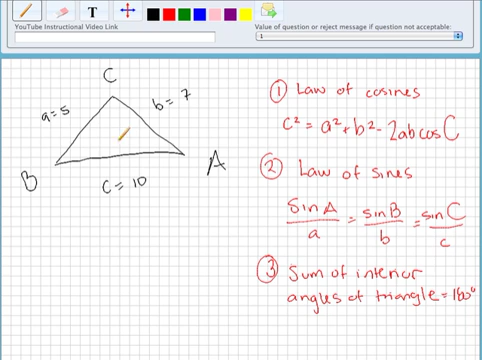 YouTube Instructional Video Link
Value of question or reject message if question not acceptable:
T
1
C
a=5
b= 7
B
A
c= 10
① Law of cosines
c² = a² + b² - 2ab cos C
② Law of sines
sin A / a = sin B / b = sin C / c
③ Sum of interior
angles of triangle = 180°